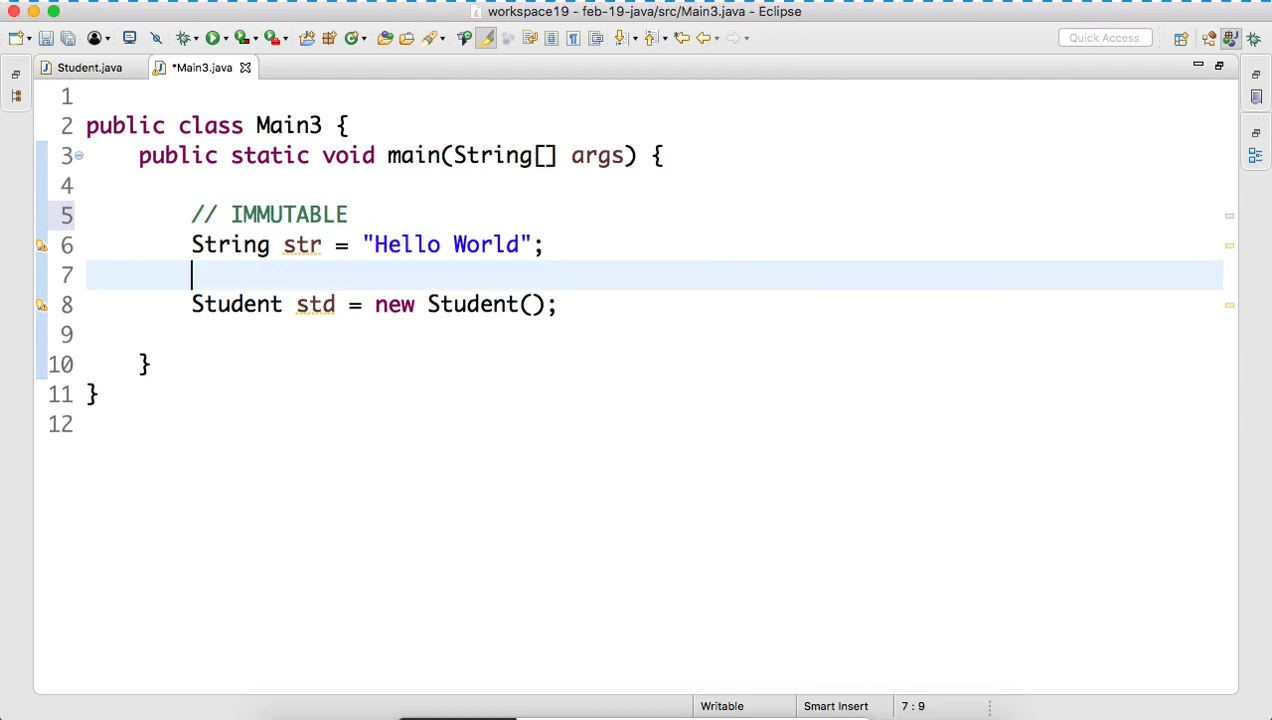 workspace19 - feb-19-java/src/Main3.java - Eclipse
Quick Access
Student.java
*Main3.java
1
2 public class Main3 {
3 public static void main(String[] args) {
4
5 // IMMUTABLE
6 String str = "Hello World";
7
8 Student std = new Student();
9
10 }
11 }
12
Writable
Smart Insert
7 : 9